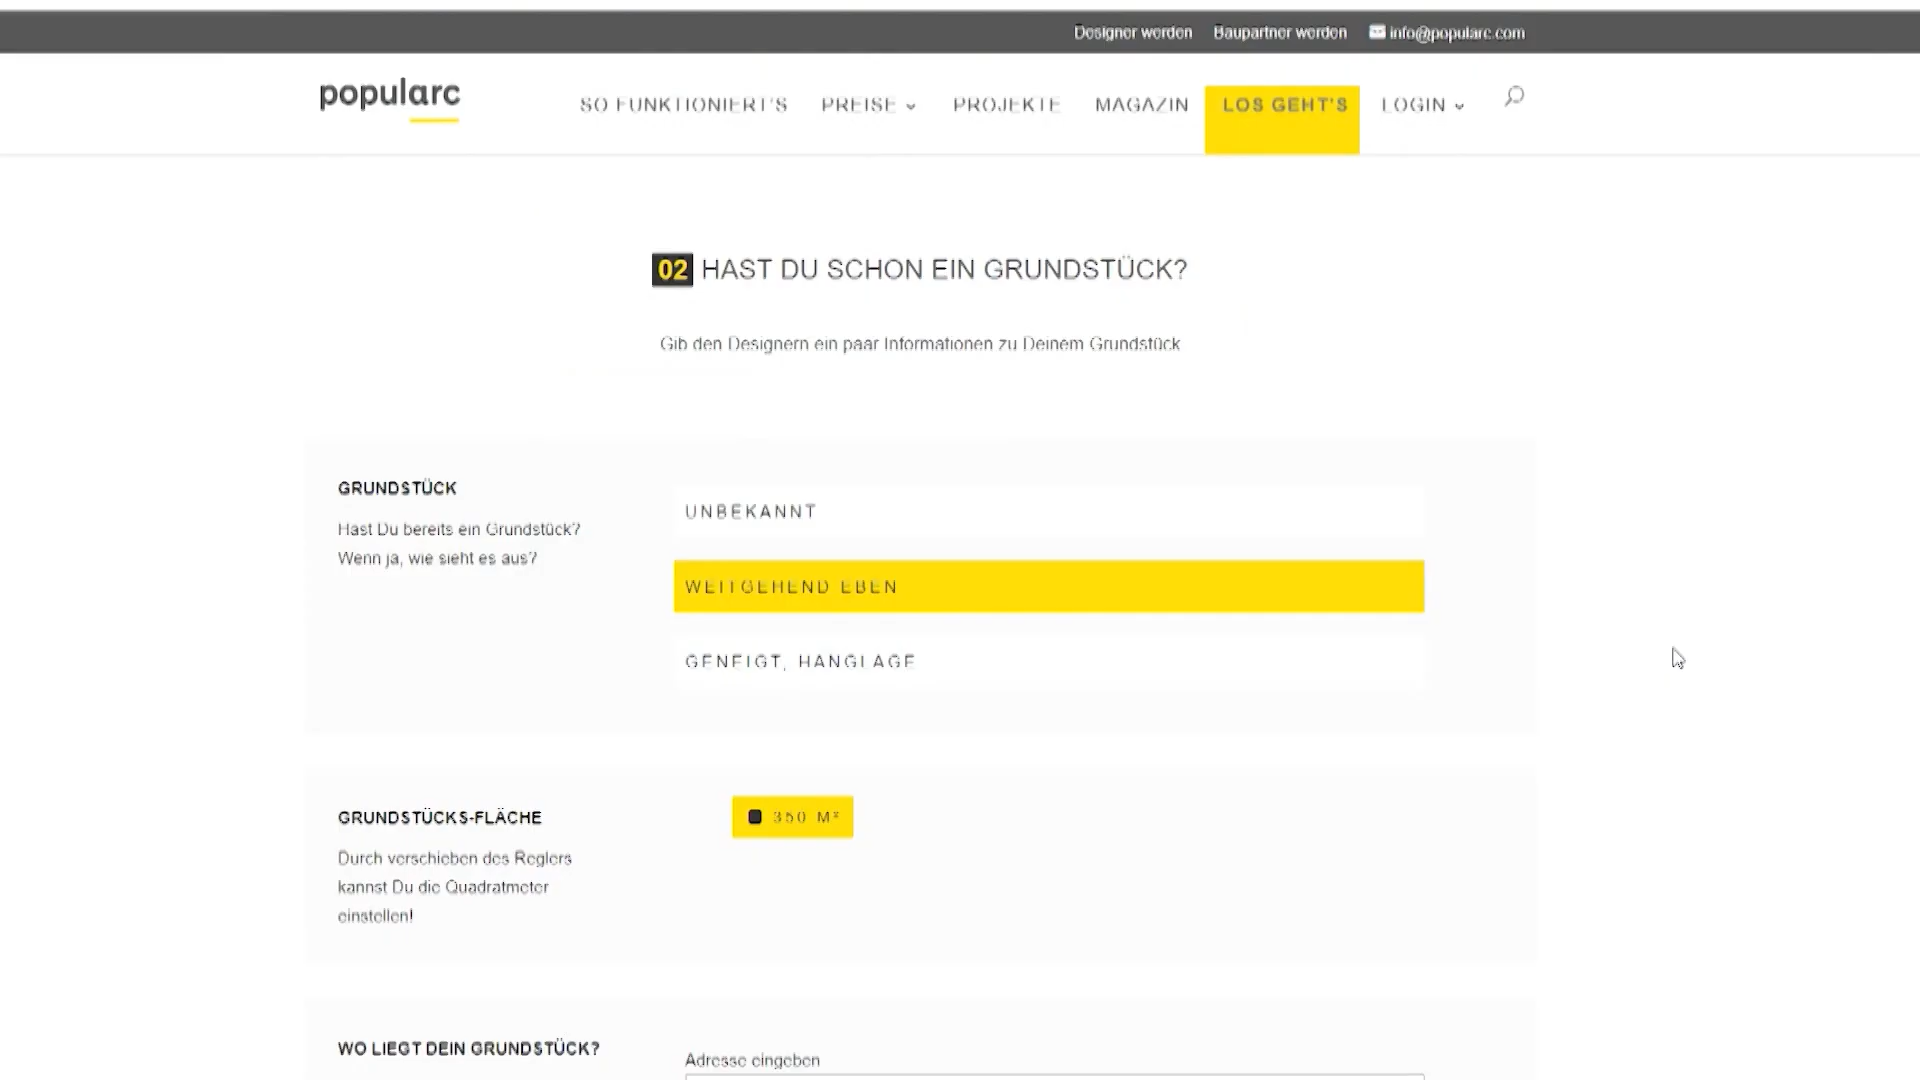 Designer werden Baupartner werden info@popularc.com
popularc SO FUNKTIONIERT'S PREISE PROJEKTE MAGAZIN LOS GEHT'S LOGIN
02 HAST DU SCHON EIN GRUNDSTÜCK?
Gib den Designern ein paar Informationen zu Deinem Grundstück
GRUNDSTÜCK
Hast Du bereits ein Grundstück?
Wenn ja, wie sieht es aus?
UNBEKANNT
WEITGEHEND EBEN
GENEIGT, HANGLAGE
GRUNDSTÜCKS-FLÄCHE
350 M²
Durch verschieben des Reglers
kannst Du die Quadratmeter
einstellen!
WO LIEGT DEIN GRUNDSTÜCK?
Adresse eingeben